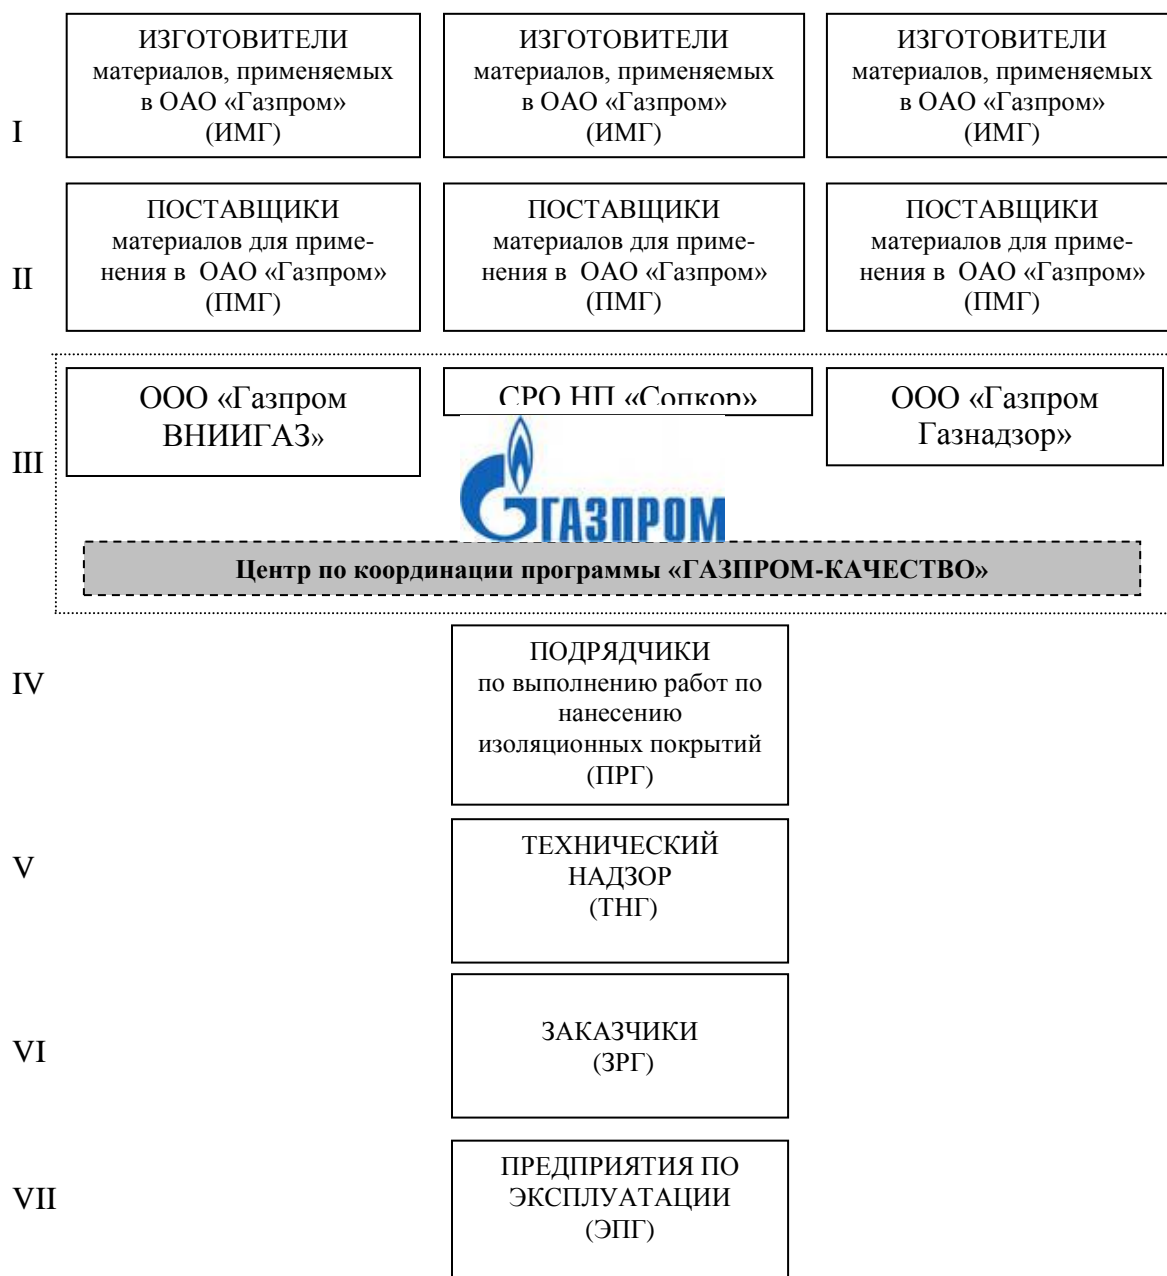 I
ИЗГОТОВИТЕЛИ
материалов, применяемых
в ОАО «Газпром»
(ИМГ)
ИЗГОТОВИТЕЛИ
материалов, применяемых
в ОАО «Газпром»
(ИМГ)
ИЗГОТОВИТЕЛИ
материалов, применяемых
в ОАО «Газпром»
(ИМГ)
II
ПОСТАВЩИКИ
материалов для приме-
нения в ОАО «Газпром»
(ПМГ)
ПОСТАВЩИКИ
материалов для приме-
нения в ОАО «Газпром»
(ПМГ)
ПОСТАВЩИКИ
материалов для приме-
нения в ОАО «Газпром»
(ПМГ)
III
ООО «Газпром
ВНИИГАЗ»
СРО НП «Сопкор»
ООО «Газпром
Газнадзор»
ГАЗПРОМ
Центр по координации программы «ГАЗПРОМ-КАЧЕСТВО»
IV
ПОДРЯДЧИКИ
по выполнению работ по
нанесению
изоляционных покрытий
(ПРГ)
V
ТЕХНИЧЕСКИЙ
НАДЗОР
(ТНГ)
VI
ЗАКАЗЧИКИ
(ЗРГ)
VII
ПРЕДПРИЯТИЯ ПО
ЭКСПЛУАТАЦИИ
(ЭПГ)